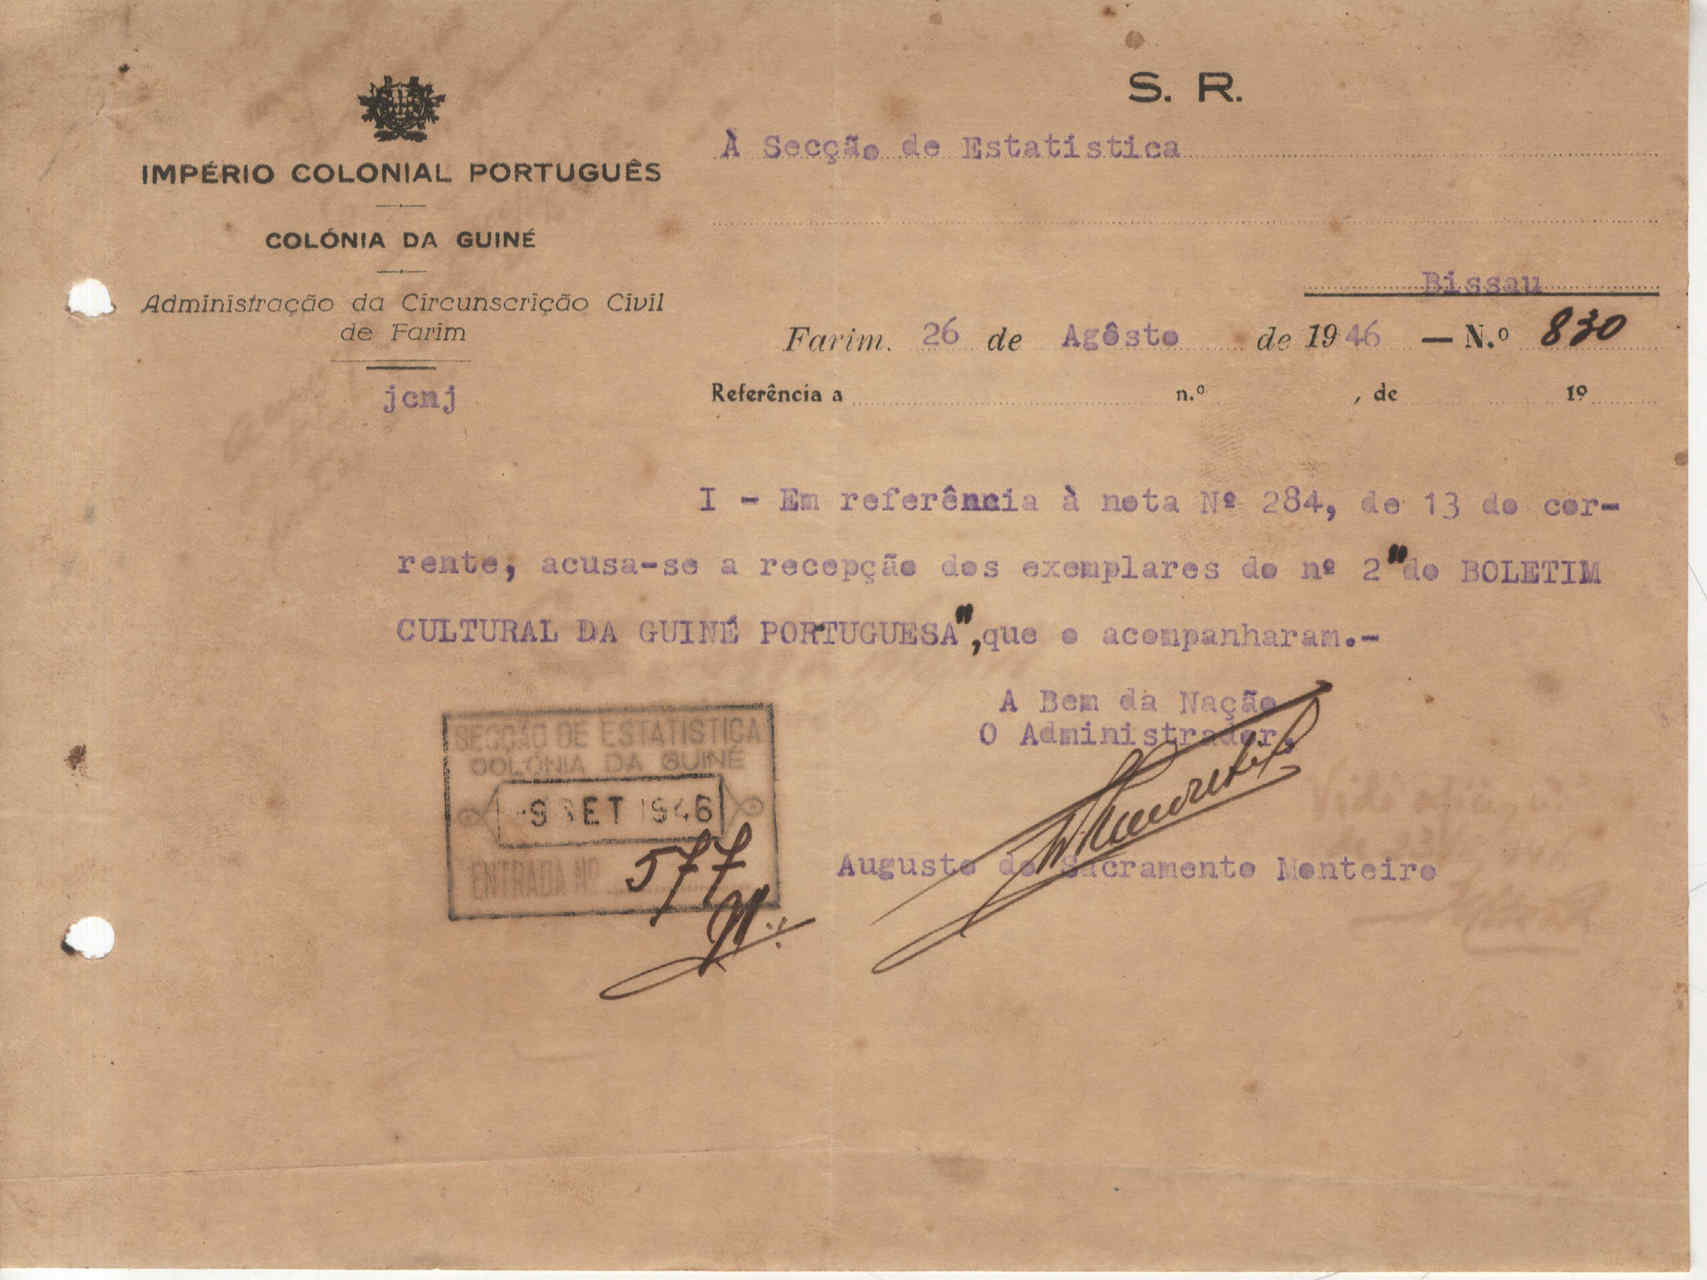 S. R.
IMPÉRIO COLONIAL PORTUGUÊS
COLÓNIA DA GUINÉ
Administração da Circunscrição Civil
de Farim
jcnj
À Secção de Estatistica
Bissau
Farim. 26 de Agôsto de 1946 — N.º 830
Referência a n.º , de 19
I - Em referência à nota Nº 284, de 13 do cor-
rente, acusa-se a recepção dos exemplares do nº 2 "do BOLETIM
CULTURAL DA GUINÉ PORTUGUESA", que o acompanharam.-
A Bem da Nação
O Administrador,
Augusto do Sacramento Monteiro
SECÇÃO DE ESTATISTICA
COLÓNIA DA GUINÉ
-9 SET 1946
ENTRADA Nº 577